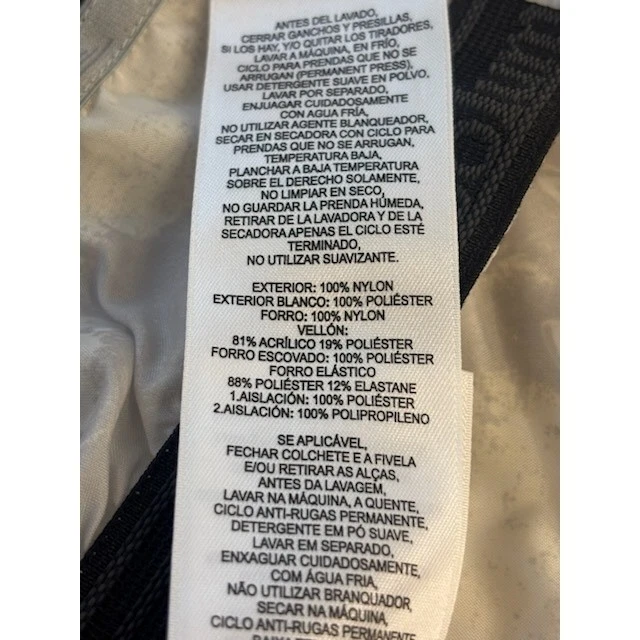 ANTES DEL LAVADO,
CERRAR GANCHOS Y PRESILLAS,
SI LOS HAY, Y/O QUITAR LOS TIRADORES,
LAVAR A MÁQUINA, EN FRÍO,
CICLO PARA PRENDAS QUE NO SE
ARRUGAN (PERMANENT PRESS),
USAR DETERGENTE SUAVE EN POLVO,
LAVAR POR SEPARADO,
ENJUAGAR CUIDADOSAMENTE
CON AGUA FRÍA,
NO UTILIZAR AGENTE BLANQUEADOR,
SECAR EN SECADORA CON CICLO PARA
PRENDAS QUE NO SE ARRUGAN,
TEMPERATURA BAJA,
PLANCHAR A BAJA TEMPERATURA
SOBRE EL DERECHO SOLAMENTE,
NO LIMPIAR EN SECO,
NO GUARDAR LA PRENDA HÚMEDA,
RETIRAR DE LA LAVADORA Y DE LA
SECADORA APENAS EL CICLO ESTÉ
TERMINADO,
NO UTILIZAR SUAVIZANTE.
EXTERIOR: 100% NYLON
EXTERIOR BLANCO: 100% POLIÉSTER
FORRO: 100% NYLON
VELLÓN:
81% ACRÍLICO 19% POLIÉSTER
FORRO ESCOVADO: 100% POLIÉSTER
FORRO ELÁSTICO
88% POLIÉSTER 12% ELASTANE
1.AISLACIÓN: 100% POLIÉSTER
2.AISLACIÓN: 100% POLIPROPILENO
SE APLICÁVEL,
FECHAR COLCHETE E A FIVELA
E/OU RETIRAR AS ALÇAS,
ANTES DA LAVAGEM,
LAVAR NA MÁQUINA, A QUENTE,
CICLO ANTI-RUGAS PERMANENTE,
DETERGENTE EM PÓ SUAVE,
LAVAR EM SEPARADO,
ENXAGUAR CUIDADOSAMENTE,
COM ÁGUA FRIA,
NÃO UTILIZAR BRANQUADOR,
SECAR NA MÁQUINA,
CICLO ANTI-RUGAS PERMANENTE,